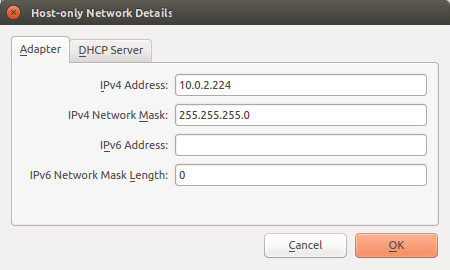 Host-only Network Details
Adapter DHCP Server
IPv4 Address: 10.0.2.224
IPv4 Network Mask: 255.255.255.0
IPv6 Address:
IPv6 Network Mask Length: 0
Cancel OK